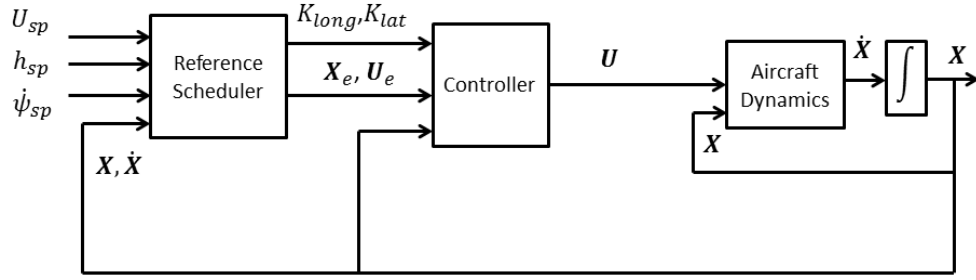 U_sp
h_sp
ψ̇_sp
X, Ẋ
Reference
Scheduler
K_long,K_lat
X_e, U_e
Controller
U
X
Aircraft
Dynamics
Ẋ
∫
X